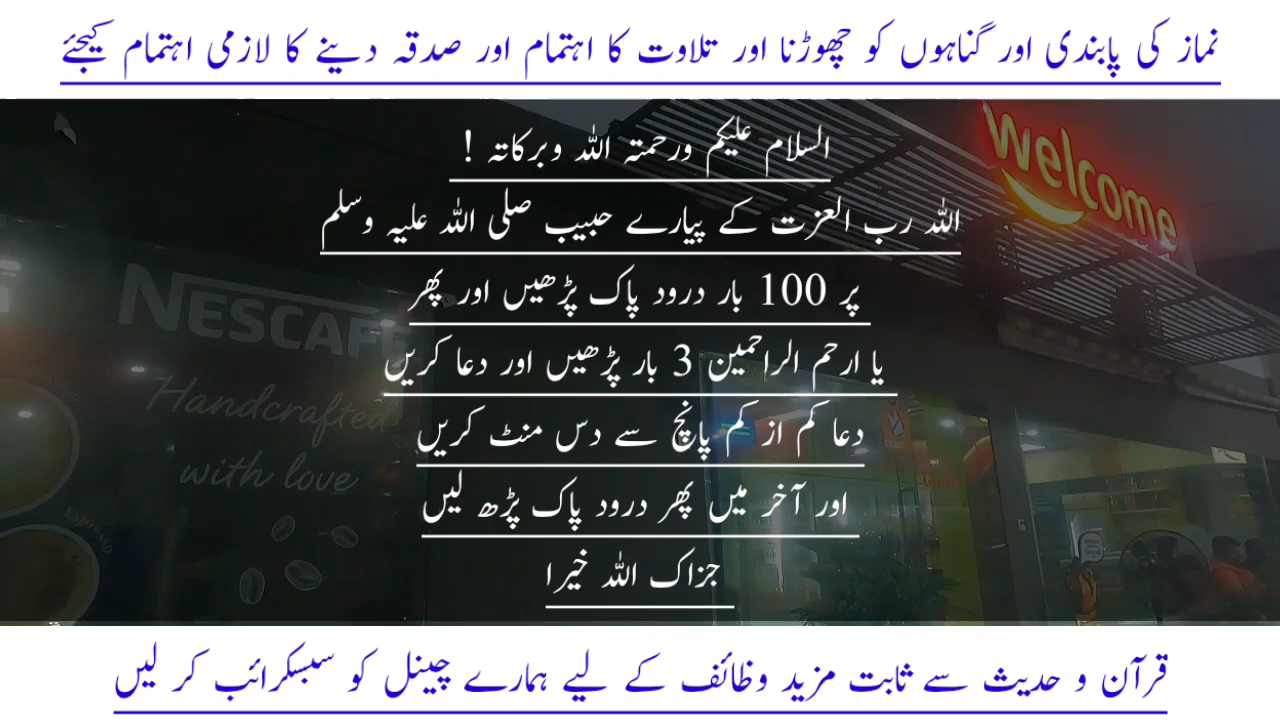 نماز کی پابندی اور گناہوں کو چھوڑنا اور تلاوت کا اہتمام اور صدقہ دینے کا لازمی اہتمام کیجئے
السلام علیکم ورحمتہ اللہ وبرکاتہ !
Welcome
اللہ رب العزت کے پیارے حبیب صلی اللہ علیہ وسلم
پر 100 بار درود پاک پڑھیں اور پھر
NESCAFE
یا ارحم الراحمین 3 بار پڑھیں اور دعا کریں
Handcrafted
دعا کم از کم پانچ سے دس منٹ کریں
with love
اور آخر میں پھر درود پاک پڑھ لیں
جزاک اللہ خیرا
قرآن و حدیث سے ثابت مزید وظائف کے لیے ہمارے چینل کو سبسکرائب کر لیں